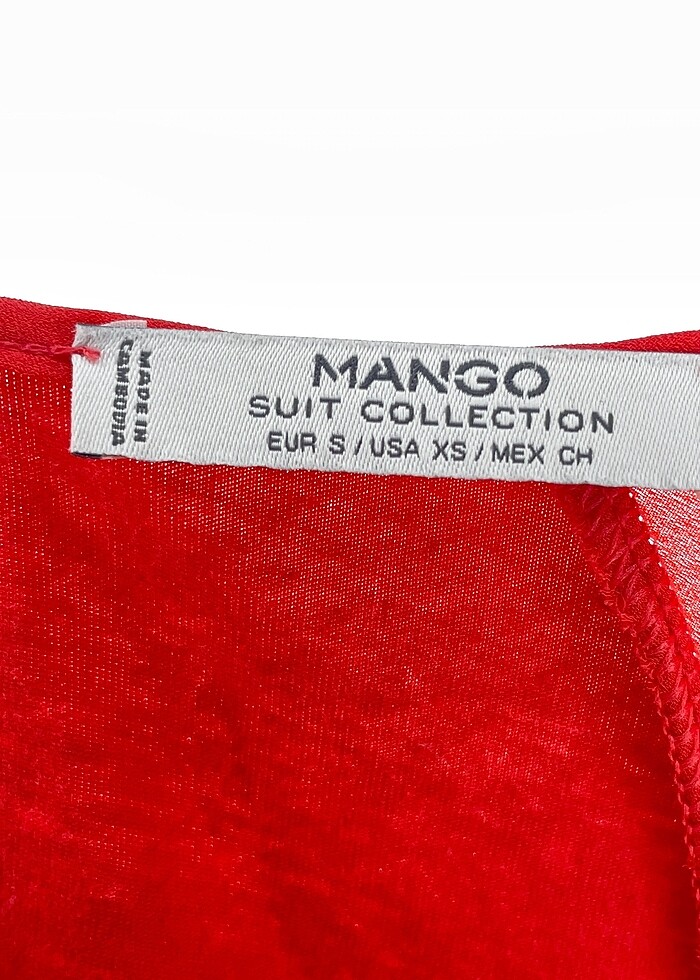 MANGO
SUIT COLLECTION
EUR S / USA XS / MEX CH
MADE IN
CAMBODIA